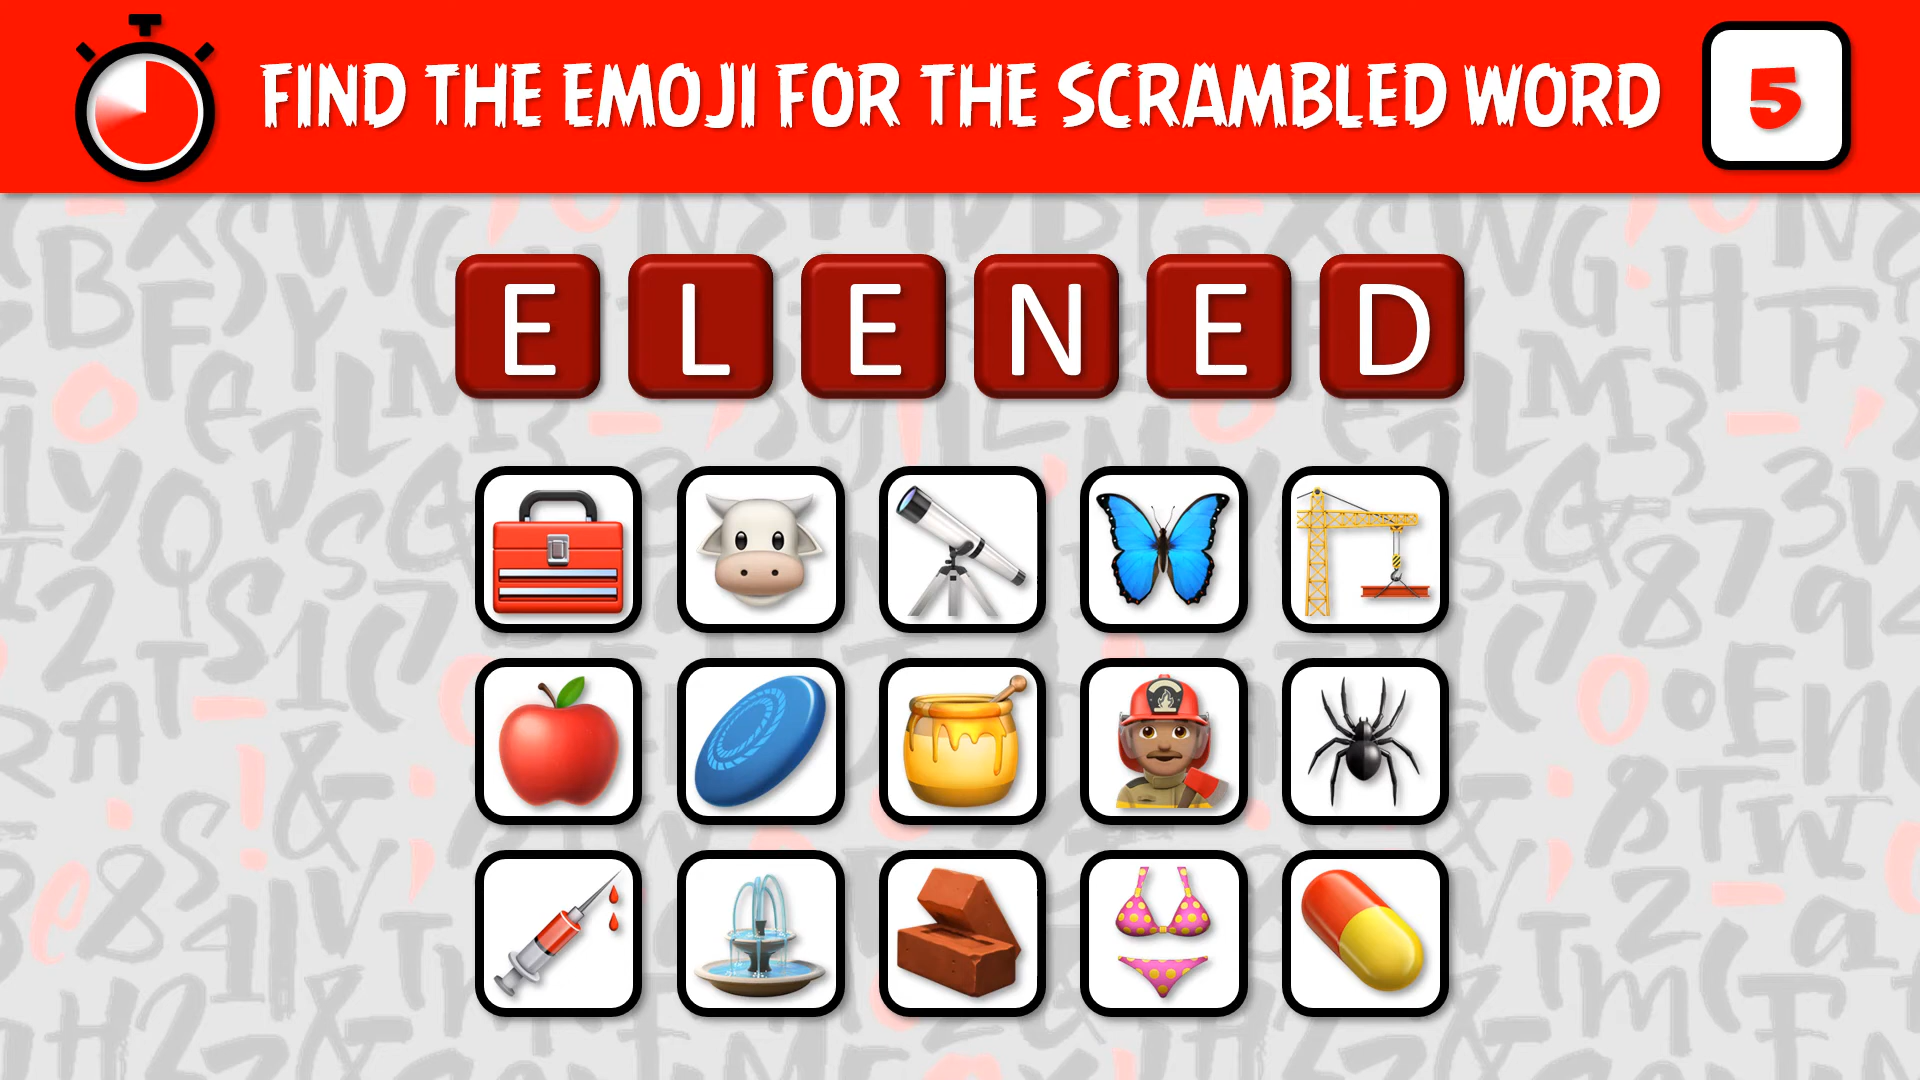 FIND THE EMOJI FOR THE SCRAMBLED WORD
5
E L E N E D